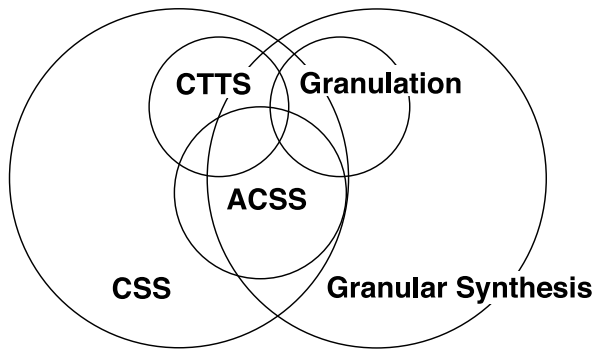 CTTS
Granulation
ACSS
CSS
Granular Synthesis